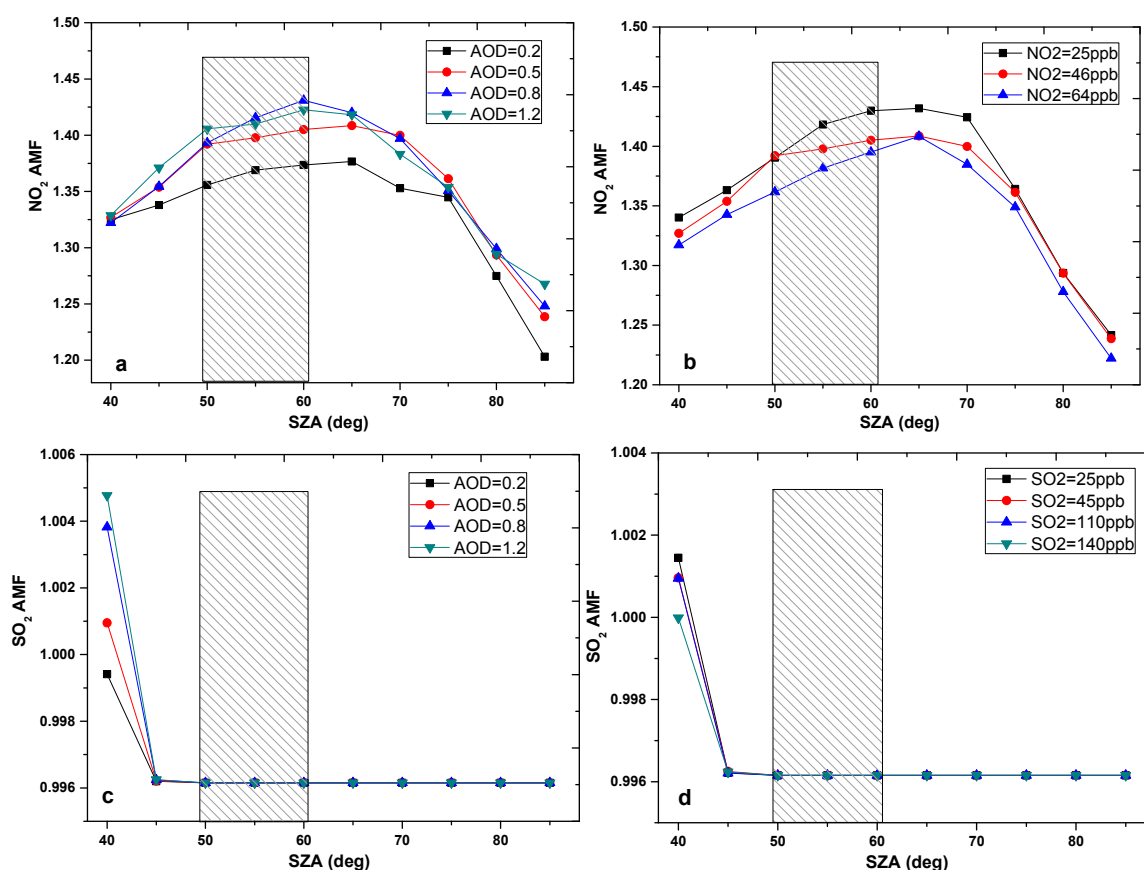 1.50
1.45
1.40
1.35
1.30
1.25
1.20
NO2 AMF
AOD=0.2
AOD=0.5
AOD=0.8
AOD=1.2
a
40 50 60 70 80
SZA (deg)
1.50
1.45
1.40
1.35
1.30
1.25
1.20
NO2 AMF
NO2=25ppb
NO2=46ppb
NO2=64ppb
b
40 45 50 55 60 65 70 75 80 85
SZA (deg)
1.006
1.004
1.002
1.000
0.998
0.996
SO2 AMF
AOD=0.2
AOD=0.5
AOD=0.8
AOD=1.2
c
40 50 60 70 80
SZA (deg)
1.004
1.002
1.000
0.998
0.996
SO2 AMF
SO2=25ppb
SO2=45ppb
SO2=110ppb
SO2=140ppb
d
40 50 60 70 80
SZA (deg)